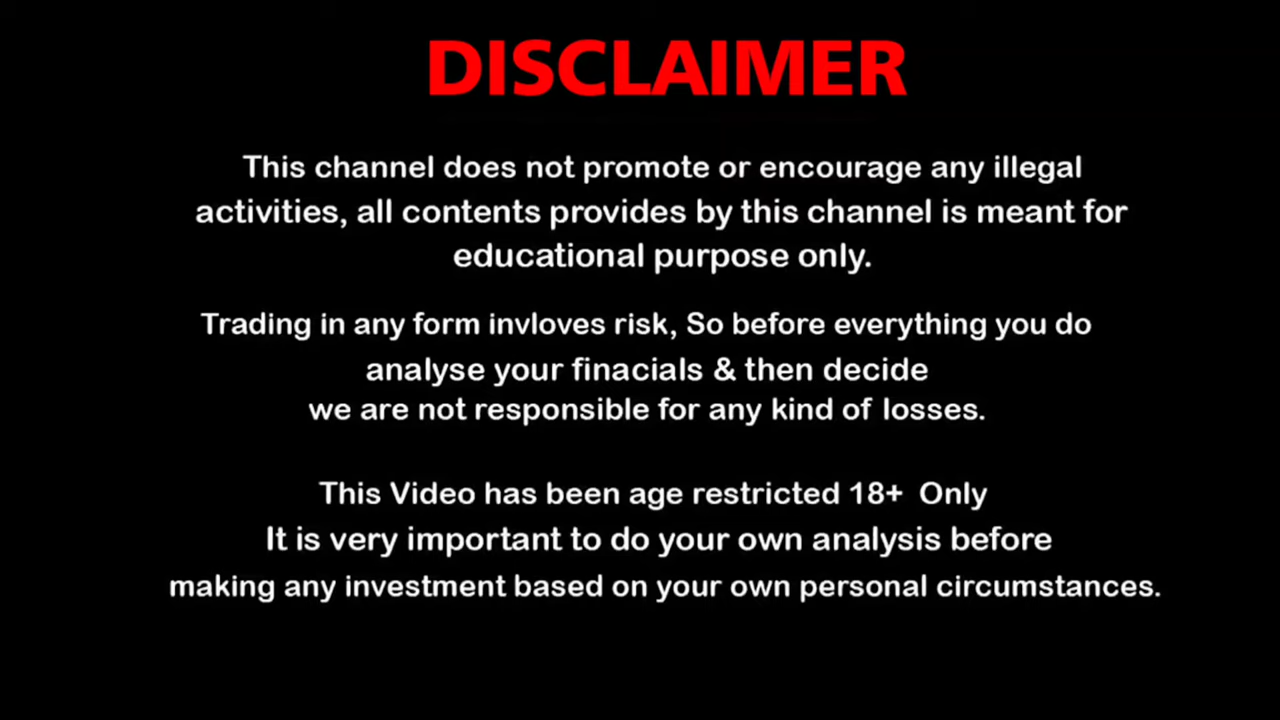 DISCLAIMER
This channel does not promote or encourage any illegal
activities, all contents provides by this channel is meant for
educational purpose only.
Trading in any form invloves risk, So before everything you do
analyse your finacials & then decide
we are not responsible for any kind of losses.
This Video has been age restricted 18+ Only
It is very important to do your own analysis before
making any investment based on your own personal circumstances.